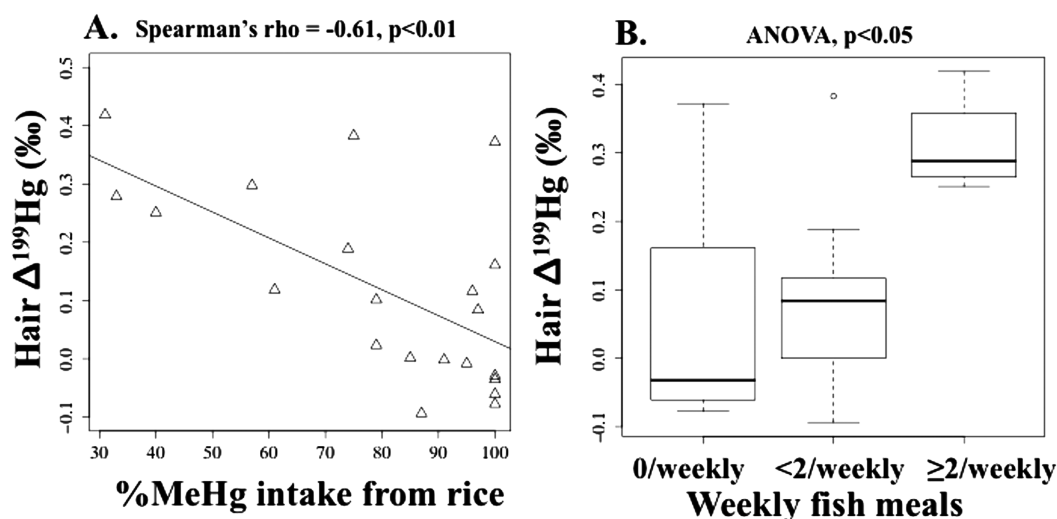 A. Spearman's rho = -0.61, p<0.01
Hair Δ¹⁹⁹Hg (‰)
0.5
0.4
0.3
0.2
0.1
0.0
−0.1
30 40 50 60 70 80 90 100
%MeHg intake from rice
B. ANOVA, p<0.05
Hair Δ¹⁹⁹Hg (‰)
0.4
0.3
0.2
0.1
0.0
−0.1
0/weekly <2/weekly ≥2/weekly
Weekly fish meals